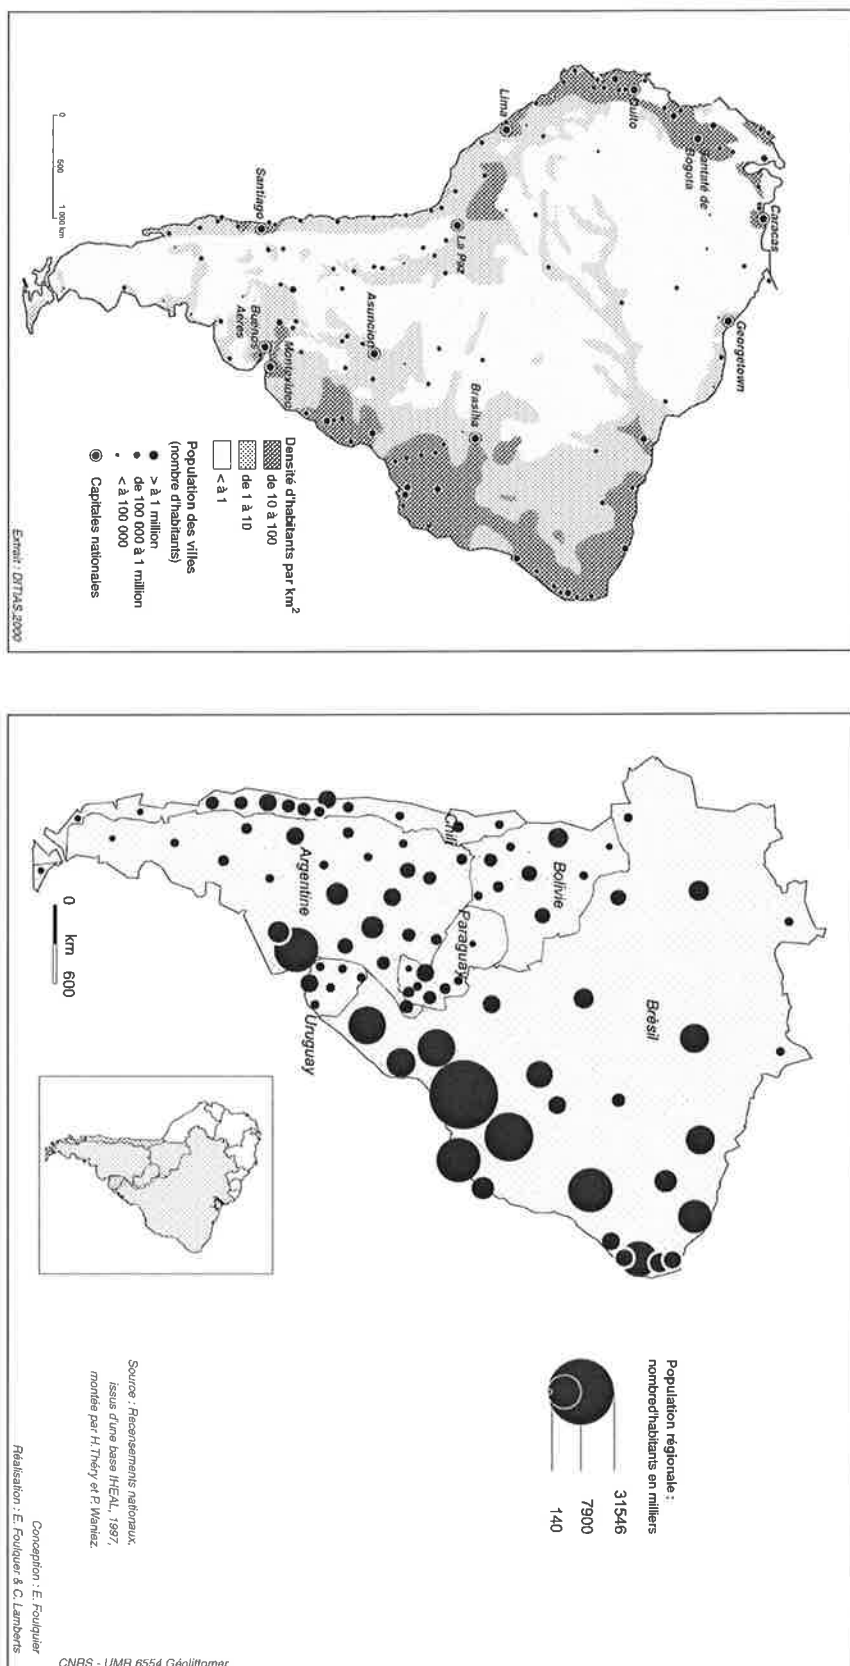 Caracas
Georgetown
Santafé de
Bogota
Quito
Lima
La Paz
Brasilia
Asuncion
Santiago
Montevideo
Buenos
Aeres
0 500 1 000 km
Densité d'habitants par km²
de 10 à 100
de 1 à 10
< à 1
Population des villes
(nombre d'habitants)
> à 1 million
de 100 000 à 1 million
< à 100 000
Capitales nationales
Extrait : DITIAS,2000
Brésil
Bolivie
Chili
Paraguay
Argentine
Uruguay
0 km 600
Population régionale :
nombred'habitants en milliers
31546
7900
140
Source : Recensements nationaux,
issus d'une base IHEAL, 1997,
montée par H.Théry et P. Waniez.
Conception : E. Foulquier
Réalisation : E. Foulquer & C. Lamberts
CNRS - UMR 6554 Géolittomer